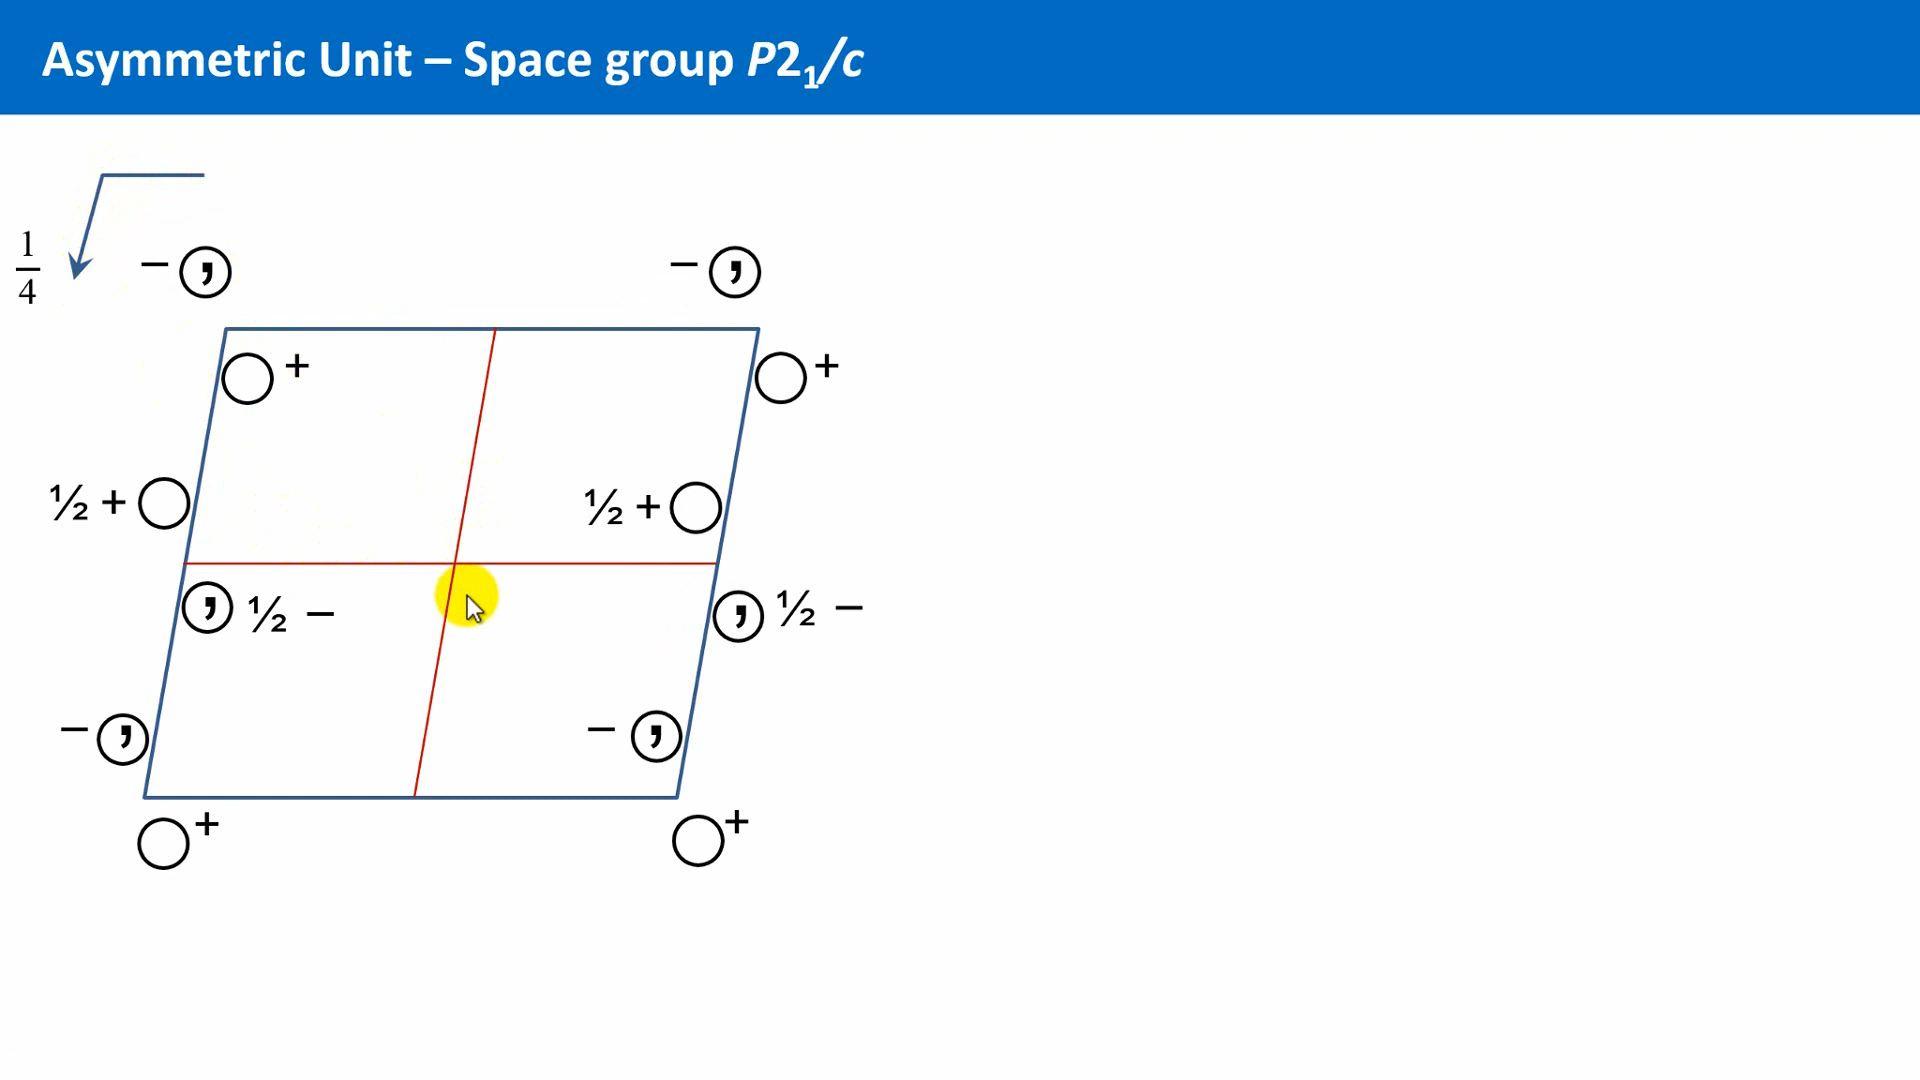 Asymmetric Unit – Space group P2₁/c
1/4
– , – ,
+ +
½ + ½ +
, ½ – , ½ –
– , – ,
+ +